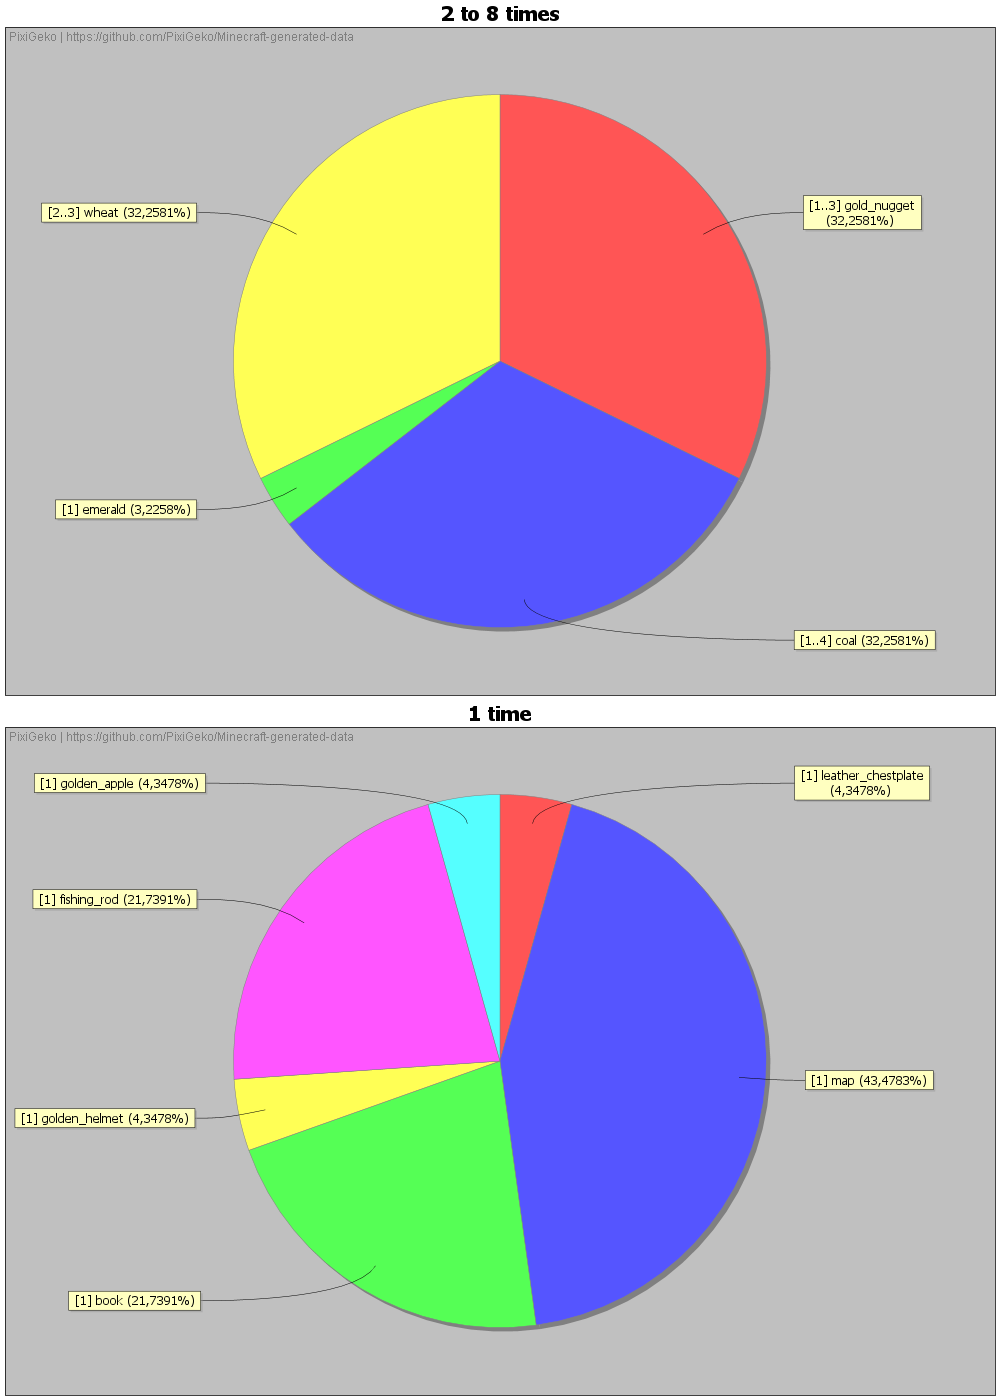 2 to 8 times
PixiGeko | https://github.com/PixiGeko/Minecraft-generated-data
[2..3] wheat (32,2581%)
[1..3] gold_nugget
(32,2581%)
[1] emerald (3,2258%)
[1..4] coal (32,2581%)
1 time
PixiGeko | https://github.com/PixiGeko/Minecraft-generated-data
[1] golden_apple (4,3478%)
[1] leather_chestplate
(4,3478%)
[1] fishing_rod (21,7391%)
[1] map (43,4783%)
[1] golden_helmet (4,3478%)
[1] book (21,7391%)